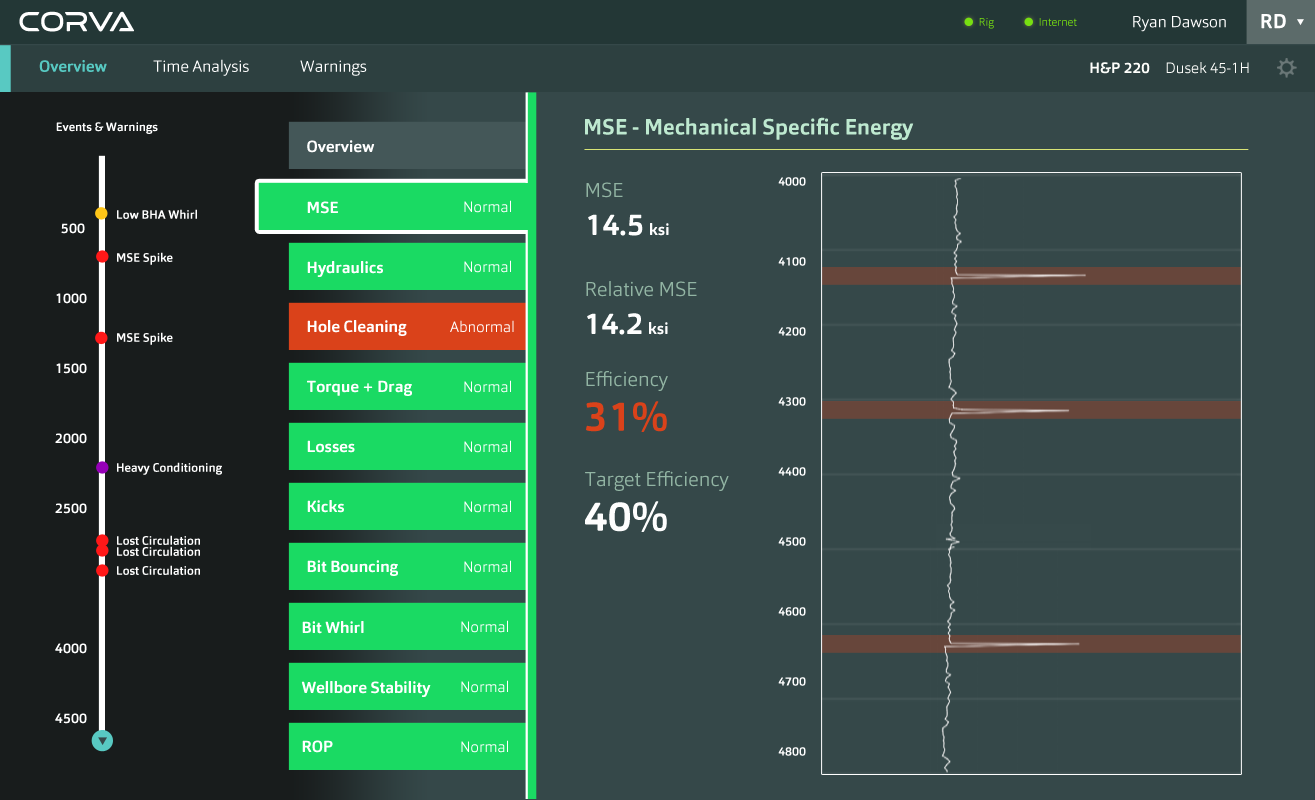 CORVA
Rig
Internet
Ryan Dawson
RD
Overview
Time Analysis
Warnings
H&P 220
Dusek 45-1H
Events & Warnings
Low BHA Whirl
500
MSE Spike
1000
MSE Spike
1500
2000
Heavy Conditioning
2500
Lost Circulation
Lost Circulation
Lost Circulation
4000
4500
Overview
MSE Normal
Hydraulics Normal
Hole Cleaning Abnormal
Torque + Drag Normal
Losses Normal
Kicks Normal
Bit Bouncing Normal
Bit Whirl Normal
Wellbore Stability Normal
ROP Normal
MSE - Mechanical Specific Energy
MSE
14.5 ksi
Relative MSE
14.2 ksi
Efficiency
31%
Target Efficiency
40%
4000
4100
4200
4300
4400
4500
4600
4700
4800